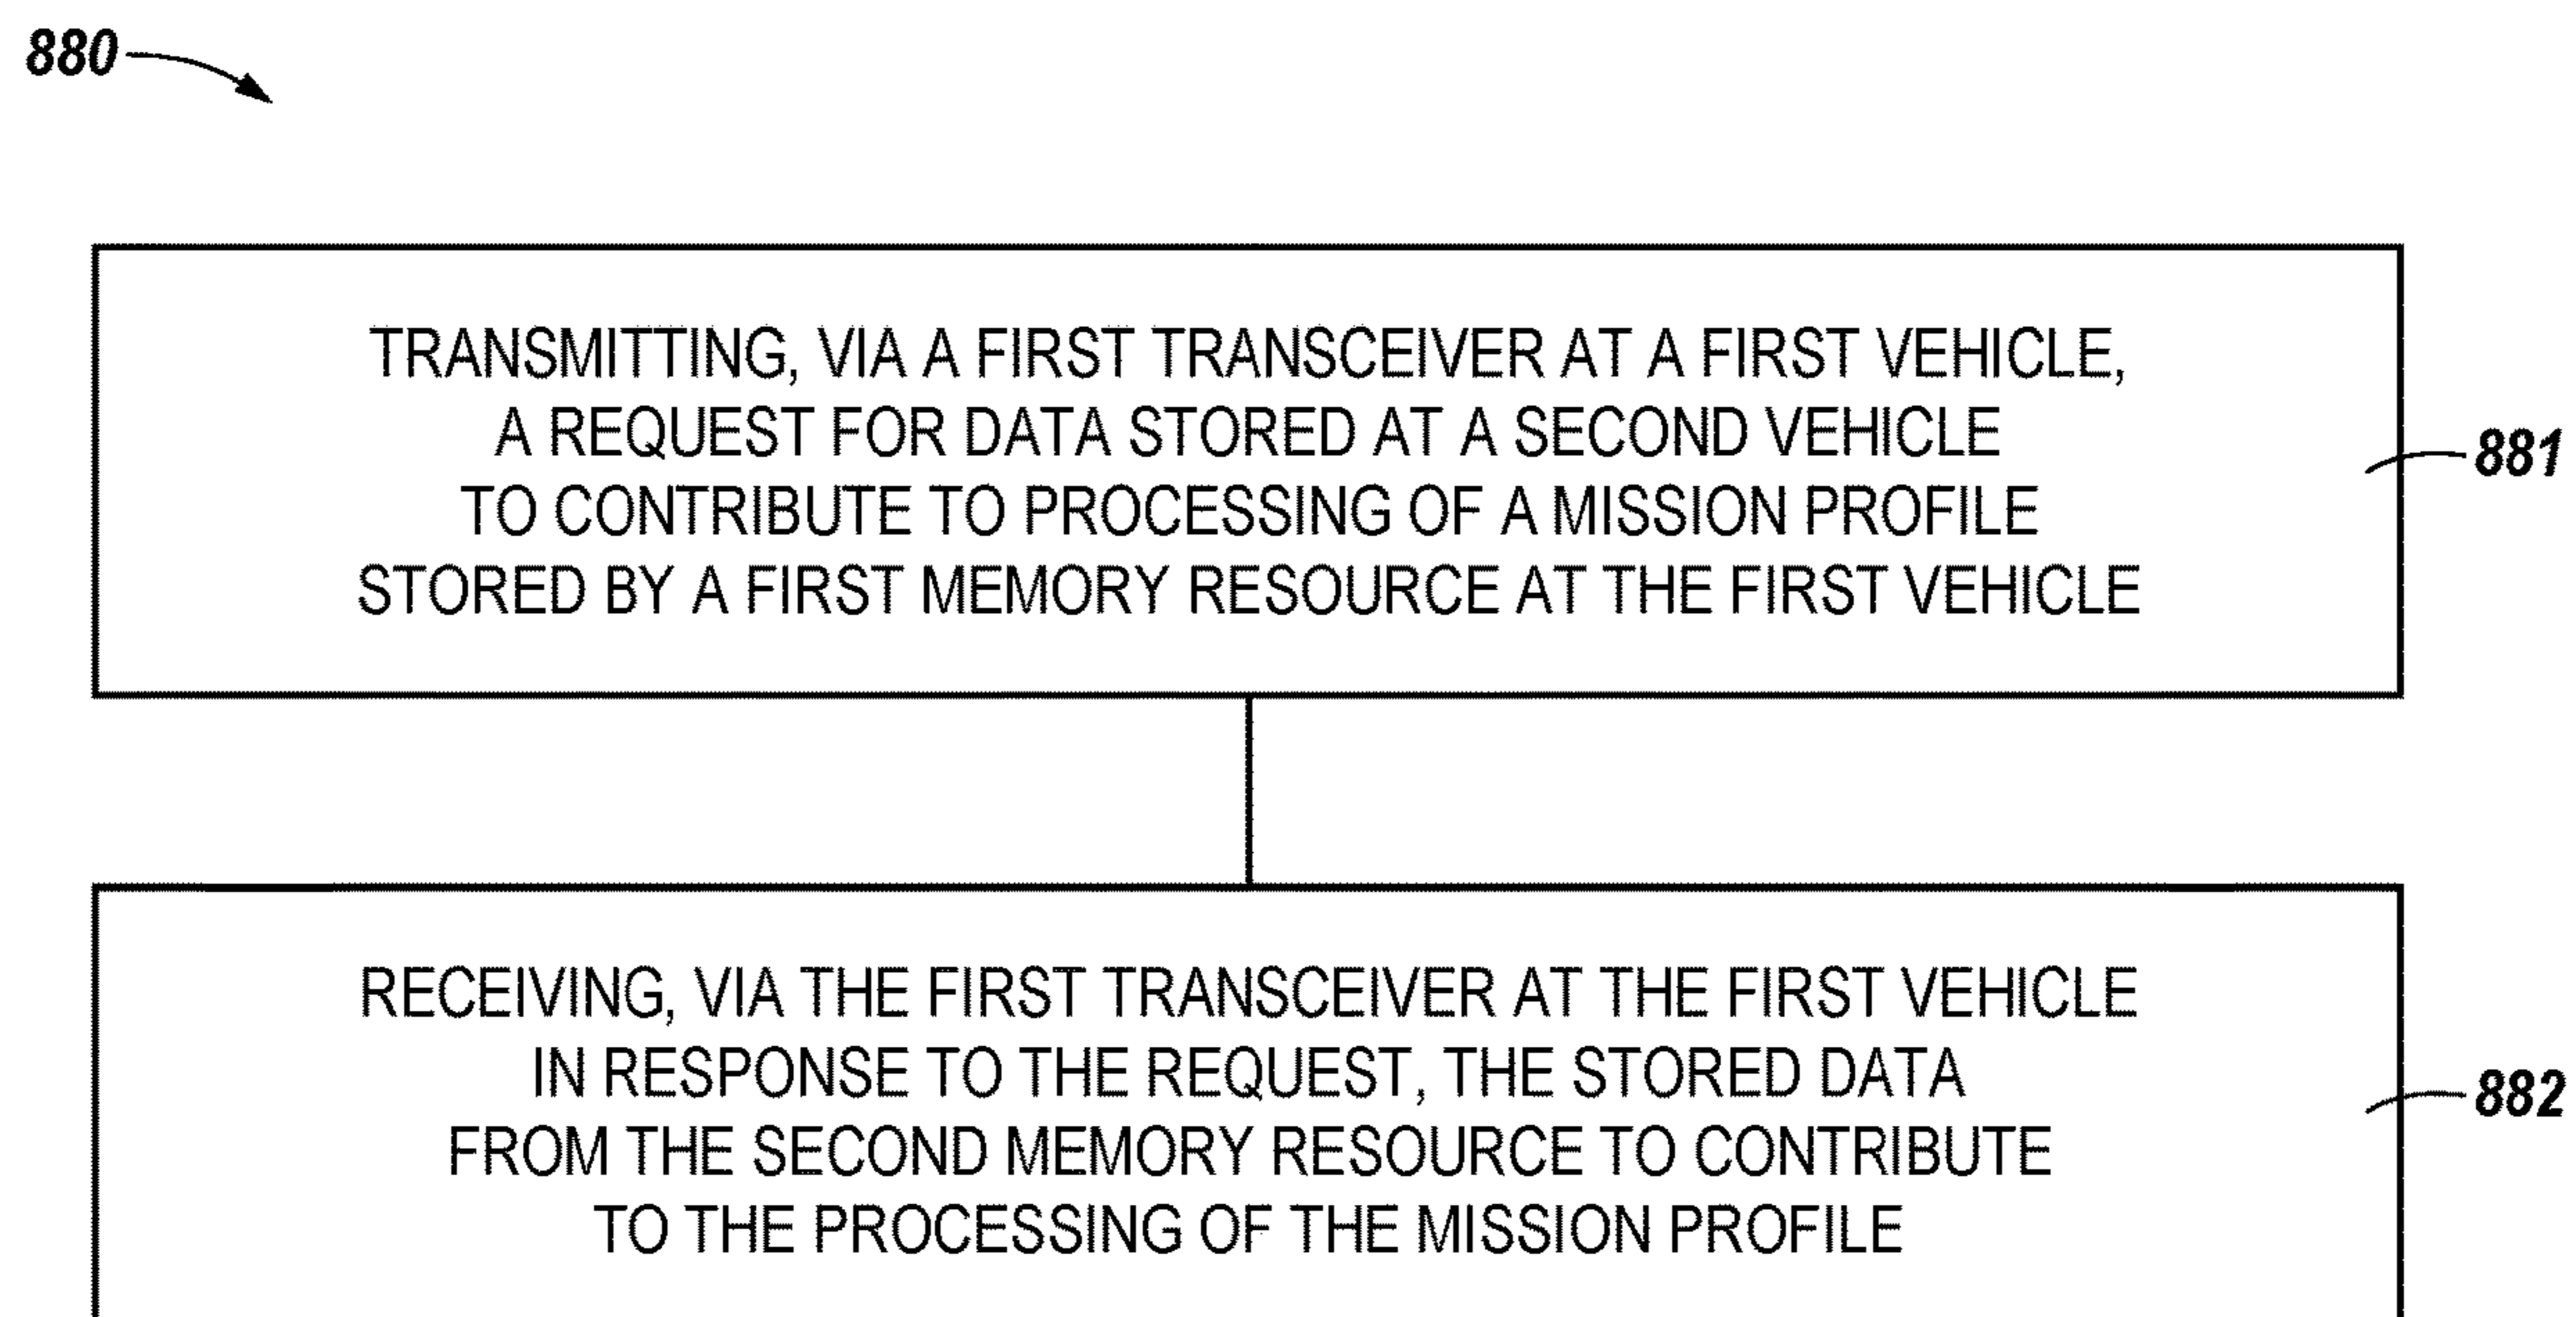 880
TRANSMITTING, VIA A FIRST TRANSCEIVER AT A FIRST VEHICLE,
A REQUEST FOR DATA STORED AT A SECOND VEHICLE
TO CONTRIBUTE TO PROCESSING OF A MISSION PROFILE
STORED BY A FIRST MEMORY RESOURCE AT THE FIRST VEHICLE
881
RECEIVING, VIA THE FIRST TRANSCEIVER AT THE FIRST VEHICLE
IN RESPONSE TO THE REQUEST, THE STORED DATA
FROM THE SECOND MEMORY RESOURCE TO CONTRIBUTE
TO THE PROCESSING OF THE MISSION PROFILE
882